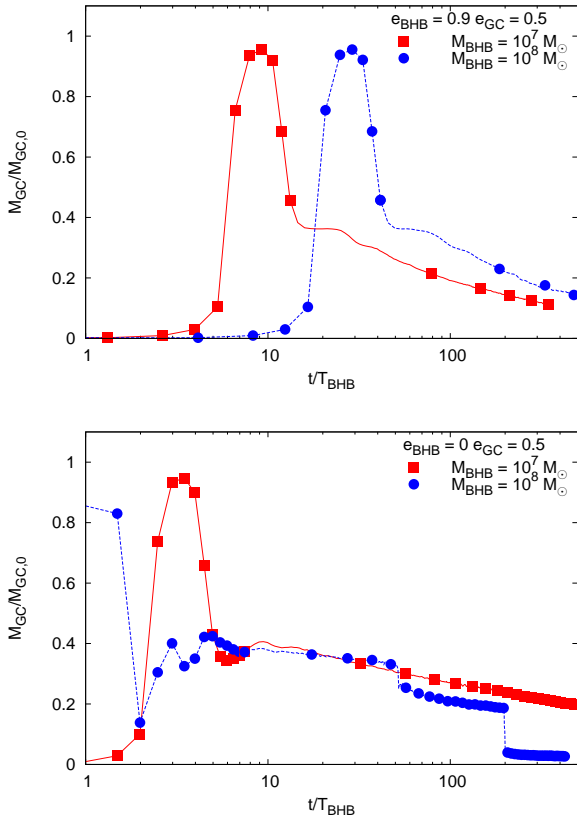 e_BHB = 0.9 e_GC = 0.5
M_BHB = 10^7 M_⊙
M_BHB = 10^8 M_⊙
M_GC/M_GC,0
1
0.8
0.6
0.4
0.2
0
1 10 100
t/T_BHB
e_BHB = 0 e_GC = 0.5
M_BHB = 10^7 M_⊙
M_BHB = 10^8 M_⊙
M_GC/M_GC,0
1
0.8
0.6
0.4
0.2
0
1 10 100
t/T_BHB